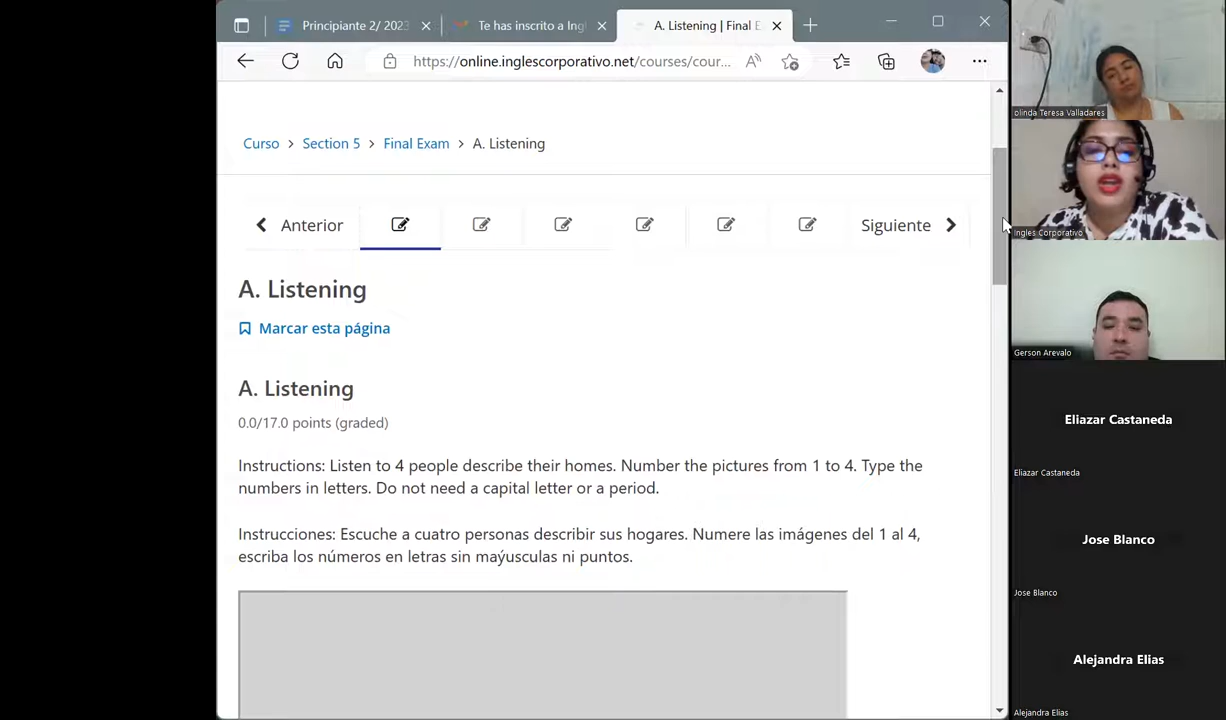 Principiante 2/ 2023
Te has inscrito a Ing
A. Listening | Final E
https://online.inglescorporativo.net/courses/cour...
Curso > Section 5 > Final Exam > A. Listening
Anterior
Siguiente
A. Listening
Marcar esta página
A. Listening
0.0/17.0 points (graded)
Instructions: Listen to 4 people describe their homes. Number the pictures from 1 to 4. Type the
numbers in letters. Do not need a capital letter or a period.
Instrucciones: Escuche a cuatro personas describir sus hogares. Numere las imágenes del 1 al 4,
escriba los números en letras sin maýusculas ni puntos.
olinda Teresa Valladares
Ingles Corporativo
Gerson Arevalo
Eliazar Castaneda
Eliazar Castaneda
Jose Blanco
Jose Blanco
Alejandra Elias
Alejandra Elias